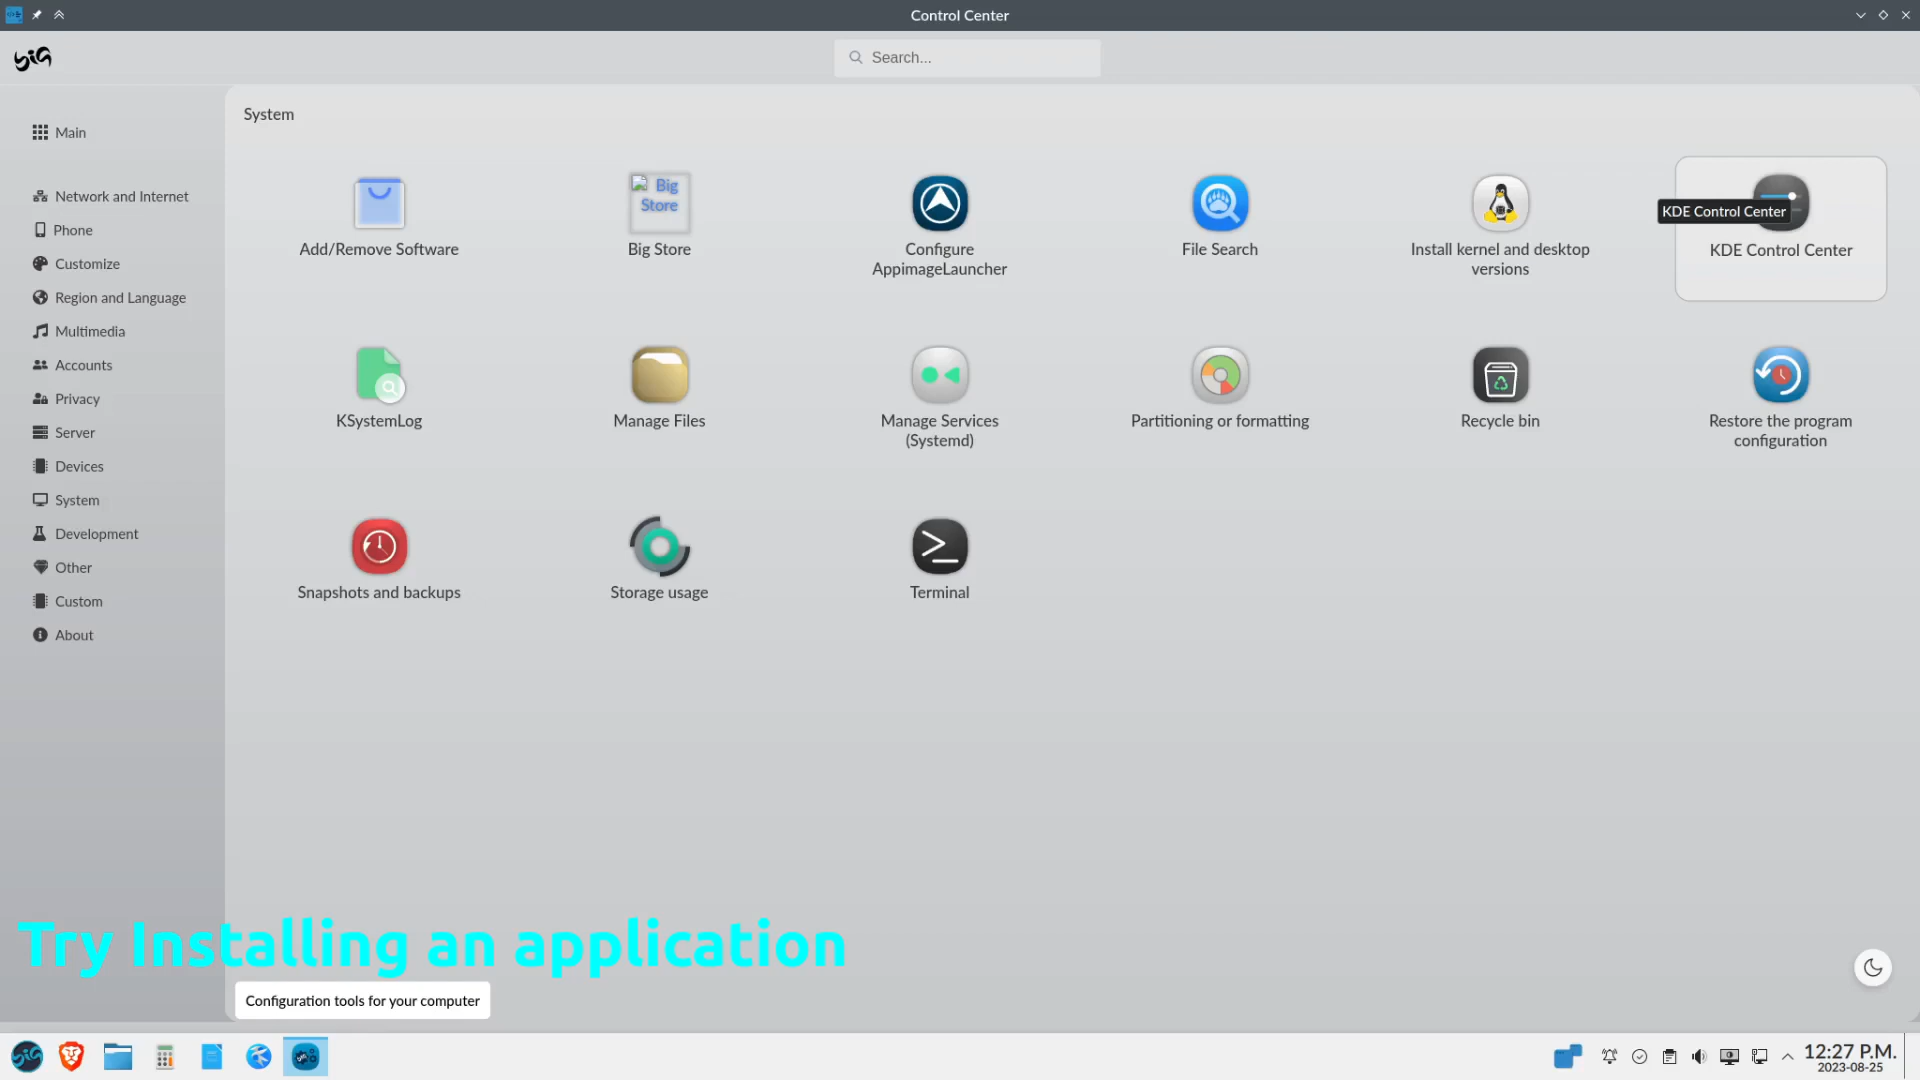 Control Center
big
Search...
System
Main
Network and Internet
Phone
Customize
Region and Language
Multimedia
Accounts
Privacy
Server
Devices
System
Development
Other
Custom
About
Add/Remove Software
Big
Store
Big Store
Configure
AppimageLauncher
File Search
Install kernel and desktop
versions
KDE Control Center
KDE Control Center
KSystemLog
Manage Files
Manage Services
(Systemd)
Partitioning or formatting
Recycle bin
Restore the program
configuration
Snapshots and backups
Storage usage
Terminal
Try Installing an application
Configuration tools for your computer
big
12:27 P.M.
2023-08-25